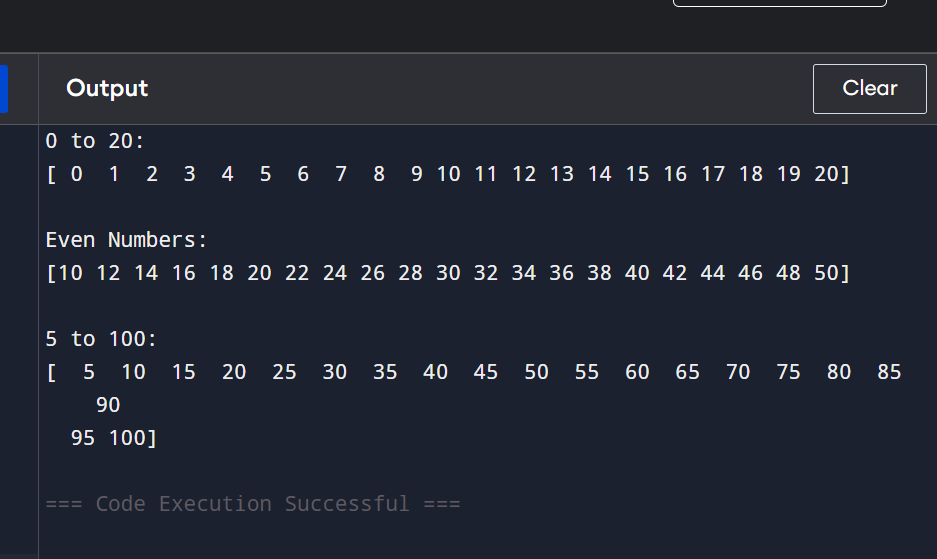 Output
Clear
0 to 20:
[ 0  1  2  3  4  5  6  7  8  9 10 11 12 13 14 15 16 17 18 19 20]
Even Numbers:
[10 12 14 16 18 20 22 24 26 28 30 32 34 36 38 40 42 44 46 48 50]
5 to 100:
[  5  10  15  20  25  30  35  40  45  50  55  60  65  70  75  80  85
    90
  95 100]
=== Code Execution Successful ===